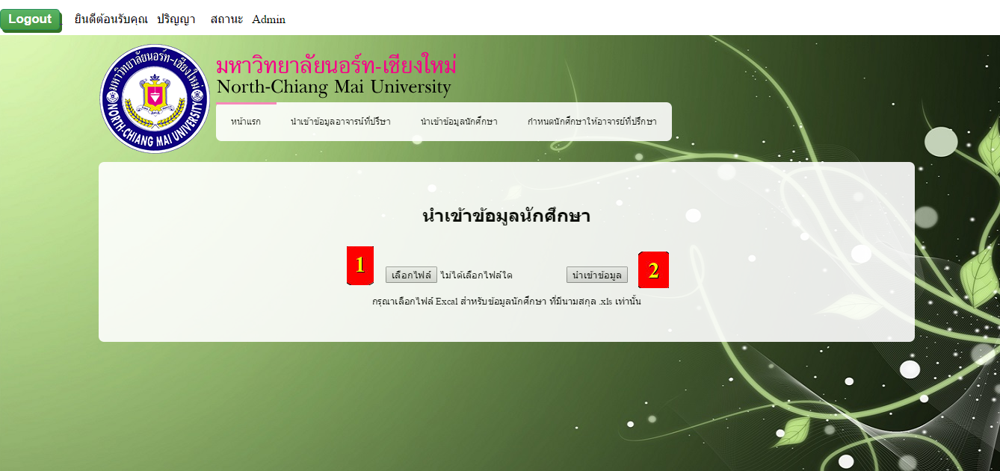 Logout ยินดีต้อนรับคุณ ปริญญา สถานะ Admin
มหาวิทยาลัยนอร์ท-เชียงใหม่
NORTH-CHIANG MAI UNIVERSITY
มหาวิทยาลัยนอร์ท-เชียงใหม่
North-Chiang Mai University
หน้าแรก นำเข้าข้อมูลอาจารน์ที่ปรึษา นำเข้าข้อมูลนักศึกษา กำหนดนักศึกษาให้อาจารย์ที่ปรึกษา
นำเข้าข้อมูลนักศึกษา
1 เลือกไฟล์ ไม่ได้เลือกไฟล์ใด นำเข้าข้อมูล 2
กรุณาเลือกไฟล์ Excal สำหรับข้อมูลนักศึกษา ที่มีนามสกุล .xls เท่านั้น